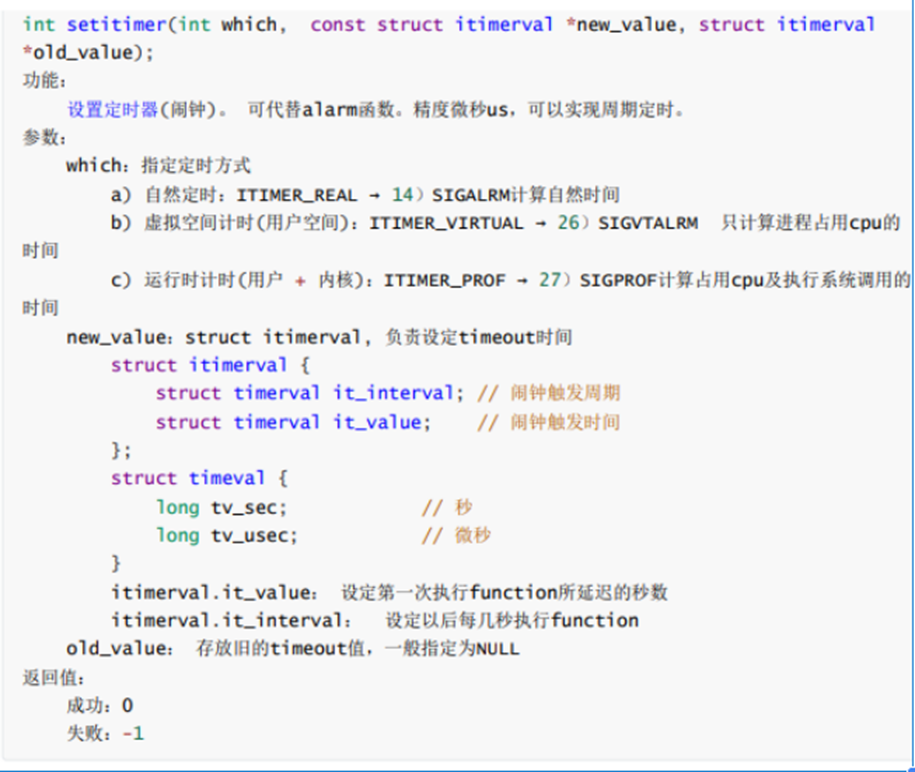 int setitimer(int which,  const struct itimerval *new_value, struct itimerval
*old_value);
功能：
设置定时器(闹钟)。 可代替alarm函数。精度微秒us，可以实现周期定时。
参数：
which：指定定时方式
a) 自然定时：ITIMER_REAL → 14）SIGALRM计算自然时间
b) 虚拟空间计时(用户空间)：ITIMER_VIRTUAL → 26）SIGVTALRM  只计算进程占用cpu的
时间
c) 运行时计时(用户 + 内核)：ITIMER_PROF → 27）SIGPROF计算占用cpu及执行系统调用的
时间
new_value：struct itimerval, 负责设定timeout时间
struct itimerval {
struct timerval it_interval; // 闹钟触发周期
struct timerval it_value;    // 闹钟触发时间
};
struct timeval {
long tv_sec;            // 秒
long tv_usec;           // 微秒
}
itimerval.it_value： 设定第一次执行function所延迟的秒数
itimerval.it_interval：  设定以后每几秒执行function
old_value： 存放旧的timeout值，一般指定为NULL
返回值：
成功：0
失败：-1